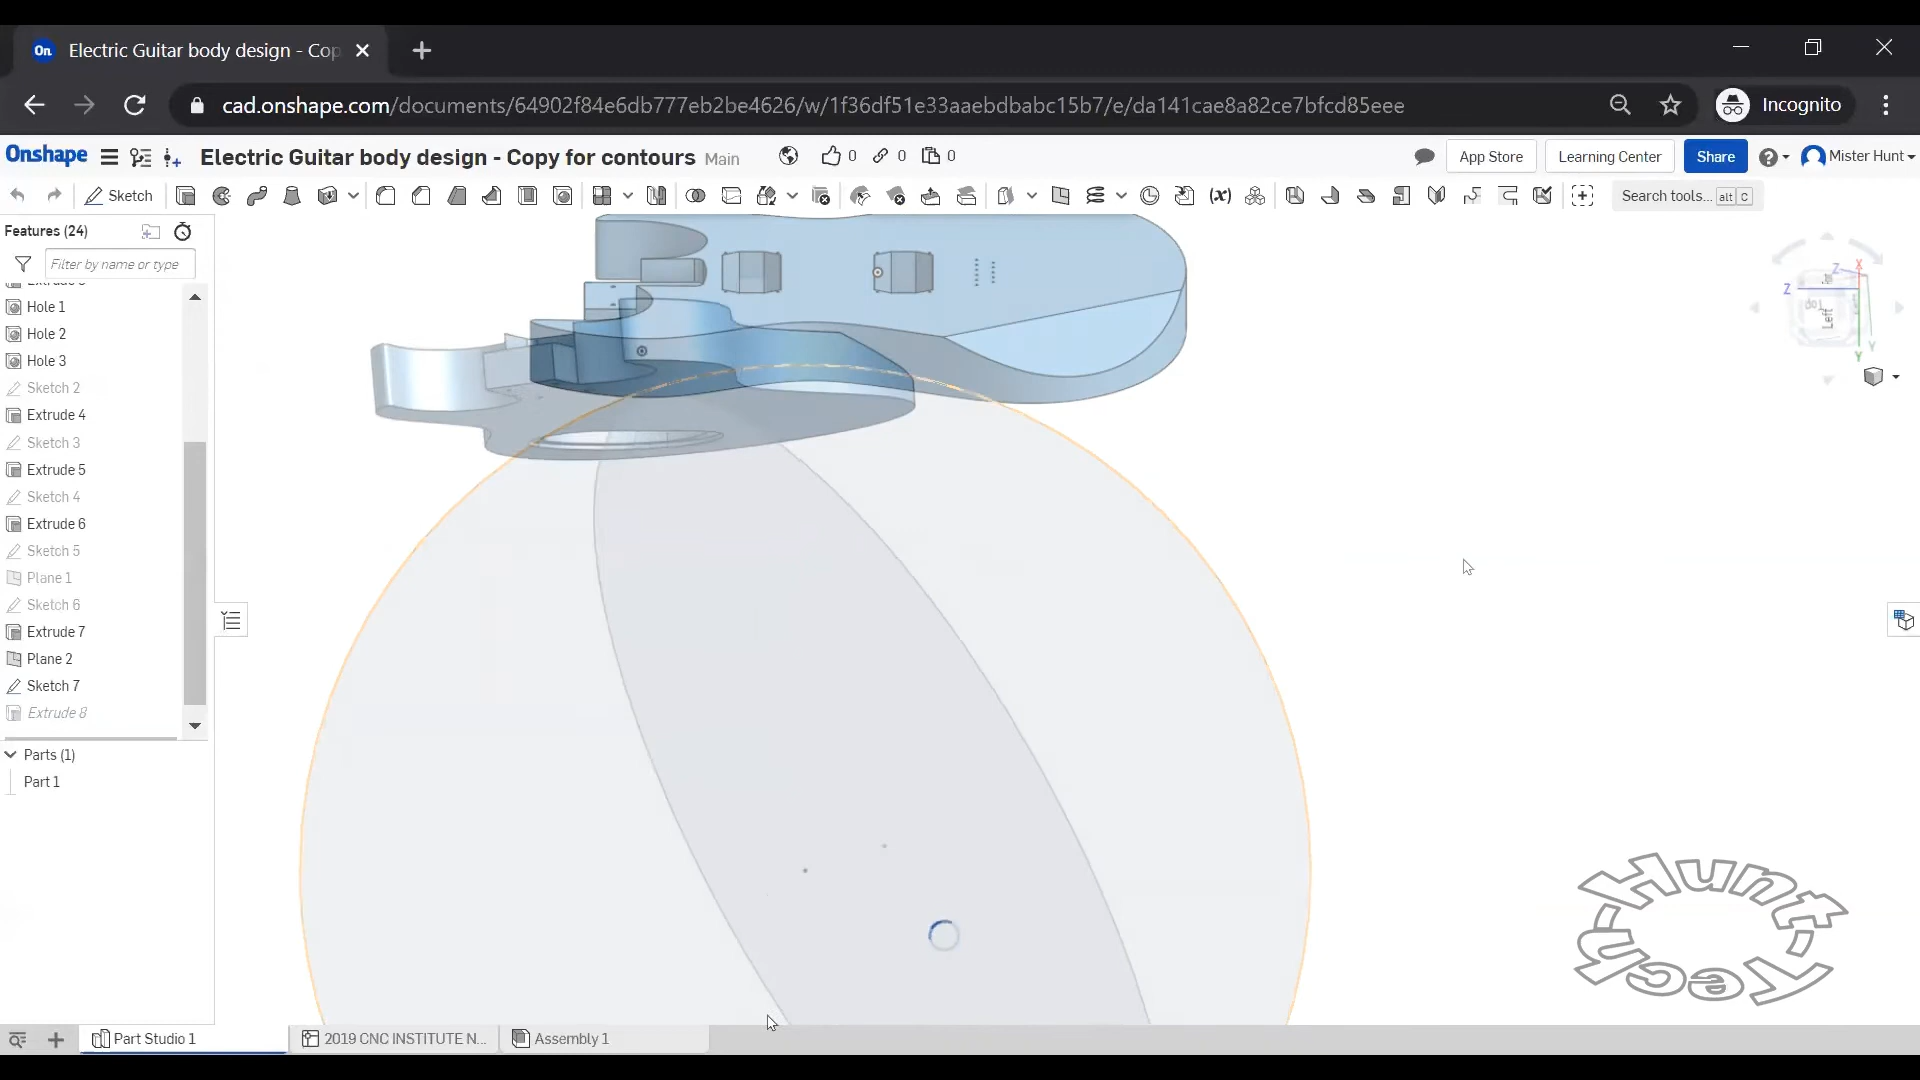 On Electric Guitar body design - Cop
cad.onshape.com/documents/64902f84e6db777eb2be4626/w/1f36df51e33aaebdbabc15b7/e/da141cae8a82ce7bfcd85eee
Incognito
Onshape Electric Guitar body design - Copy for contours Main 0 0 0 App Store Learning Center Share Mister Hunt
Sketch (x) Search tools... alt C
Features (24)
Filter by name or type
Hole 1
Hole 2
Hole 3
Sketch 2
Extrude 4
Sketch 3
Extrude 5
Sketch 4
Extrude 6
Sketch 5
Plane 1
Sketch 6
Extrude 7
Plane 2
Sketch 7
Extrude 8
Parts (1)
Part 1
Z X
Z
Top
Left
Y Y
Hunt
Tech
Part Studio 1 2019 CNC INSTITUTE N... Assembly 1